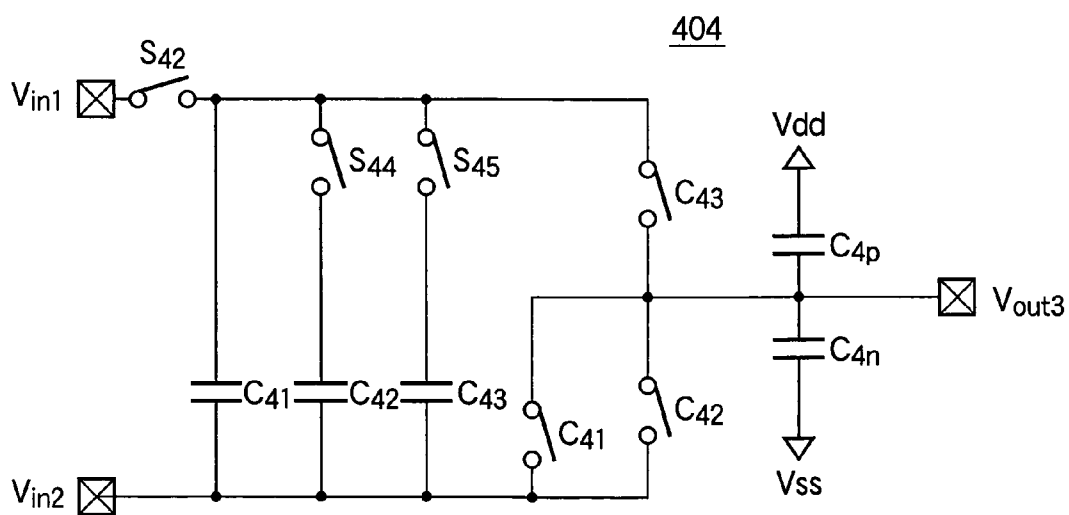 404
S42
Vin1
S44
S45
C43
Vdd
C4p
Vout3
C4n
C41
C42
C43
C41
C42
Vin2
Vss